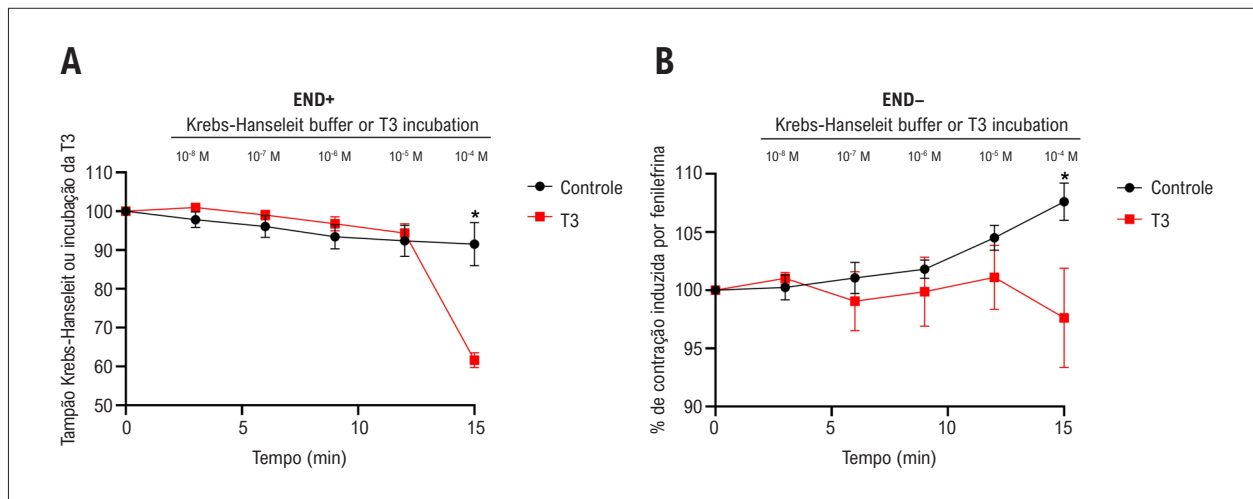 A
END+
Krebs-Hanseleit buffer or T3 incubation
10⁻⁸ M 10⁻⁷ M 10⁻⁶ M 10⁻⁵ M 10⁻⁴ M
Tampão Krebs-Hanseleit ou incubação da T3
110
100
90
80
70
60
50
*
Controle
T3
0 5 10 15
Tempo (min)
B
END–
Krebs-Hanseleit buffer or T3 incubation
10⁻⁸ M 10⁻⁷ M 10⁻⁶ M 10⁻⁵ M 10⁻⁴ M
% de contração induzida por fenilefrina
110
105
100
95
90
*
Controle
T3
0 5 10 15
Tempo (min)